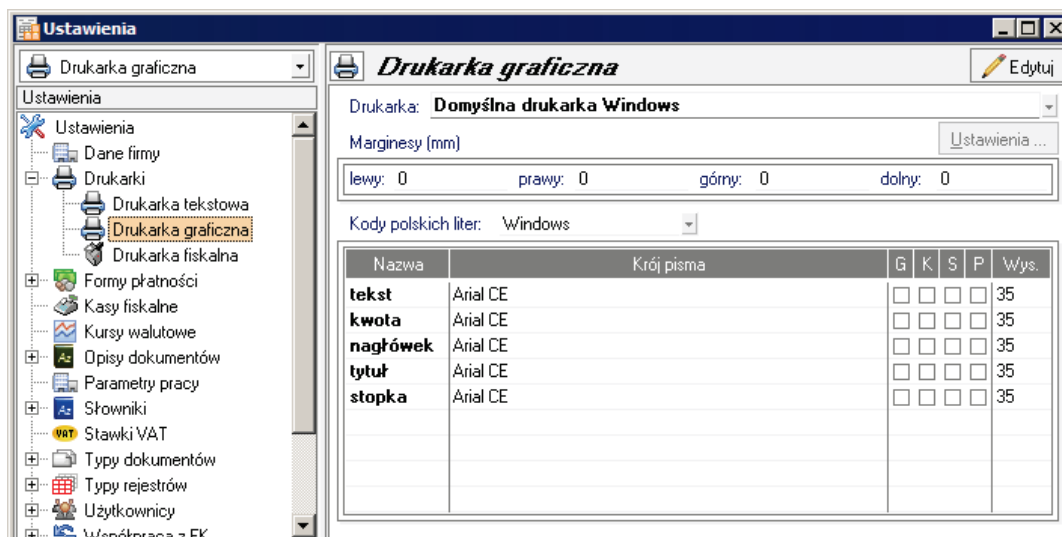 Ustawienia
Drukarka graficzna
Ustawienia
Ustawienia
Dane firmy
Drukarki
Drukarka tekstowa
Drukarka graficzna
Drukarka fiskalna
Formy płatności
Kasy fiskalne
Kursy walutowe
Opisy dokumentów
Parametry pracy
Słowniki
VAT Stawki VAT
Typy dokumentów
Typy rejestrów
Użytkownicy
Współpraca z FK
Drukarka graficzna
Edytuj
Drukarka: Domyślna drukarka Windows
Marginesy (mm) Ustawienia ...
lewy: 0 prawy: 0 górny: 0 dolny: 0
Kody polskich liter: Windows
Nazwa Krój pisma G K S P Wys.
tekst Arial CE 35
kwota Arial CE 35
nagłówek Arial CE 35
tytuł Arial CE 35
stopka Arial CE 35